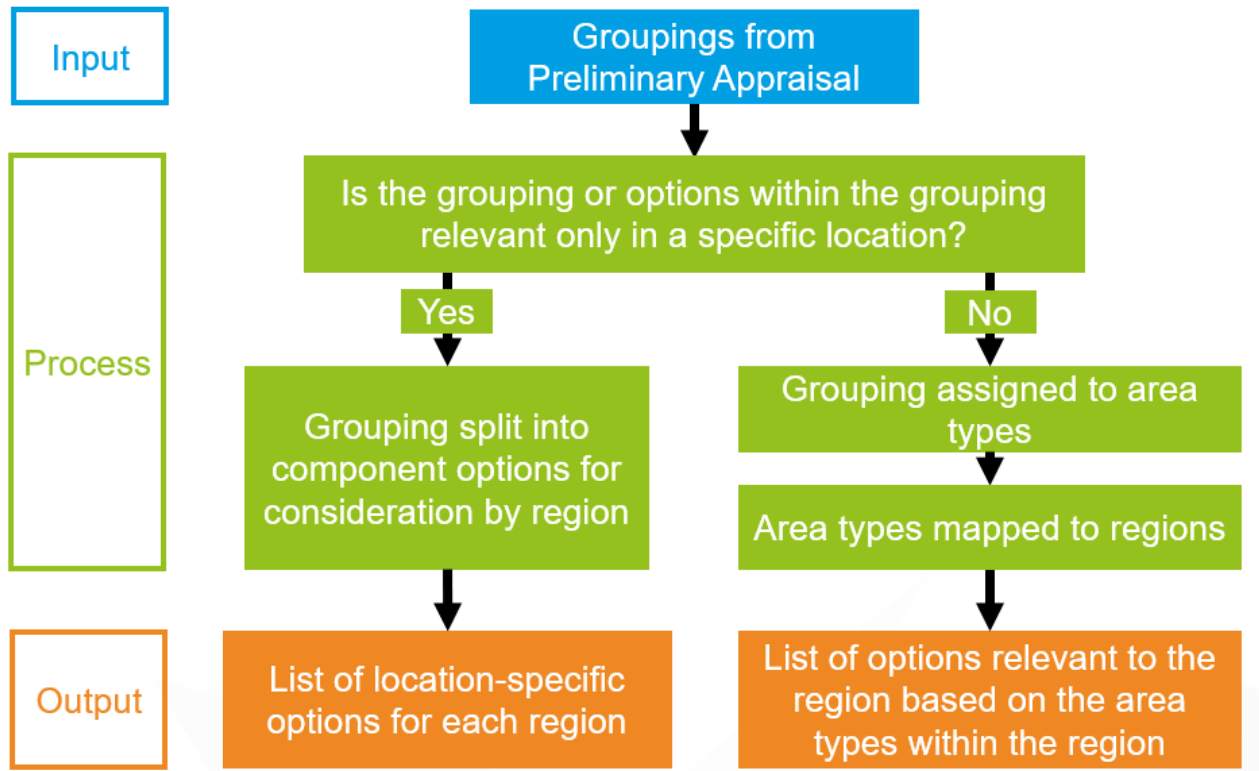 Input
Groupings from
Preliminary Appraisal
Process
Is the grouping or options within the grouping
relevant only in a specific location?
Yes
No
Grouping split into
component options for
consideration by region
Grouping assigned to area
types
Area types mapped to regions
Output
List of location-specific
options for each region
List of options relevant to the
region based on the area
types within the region